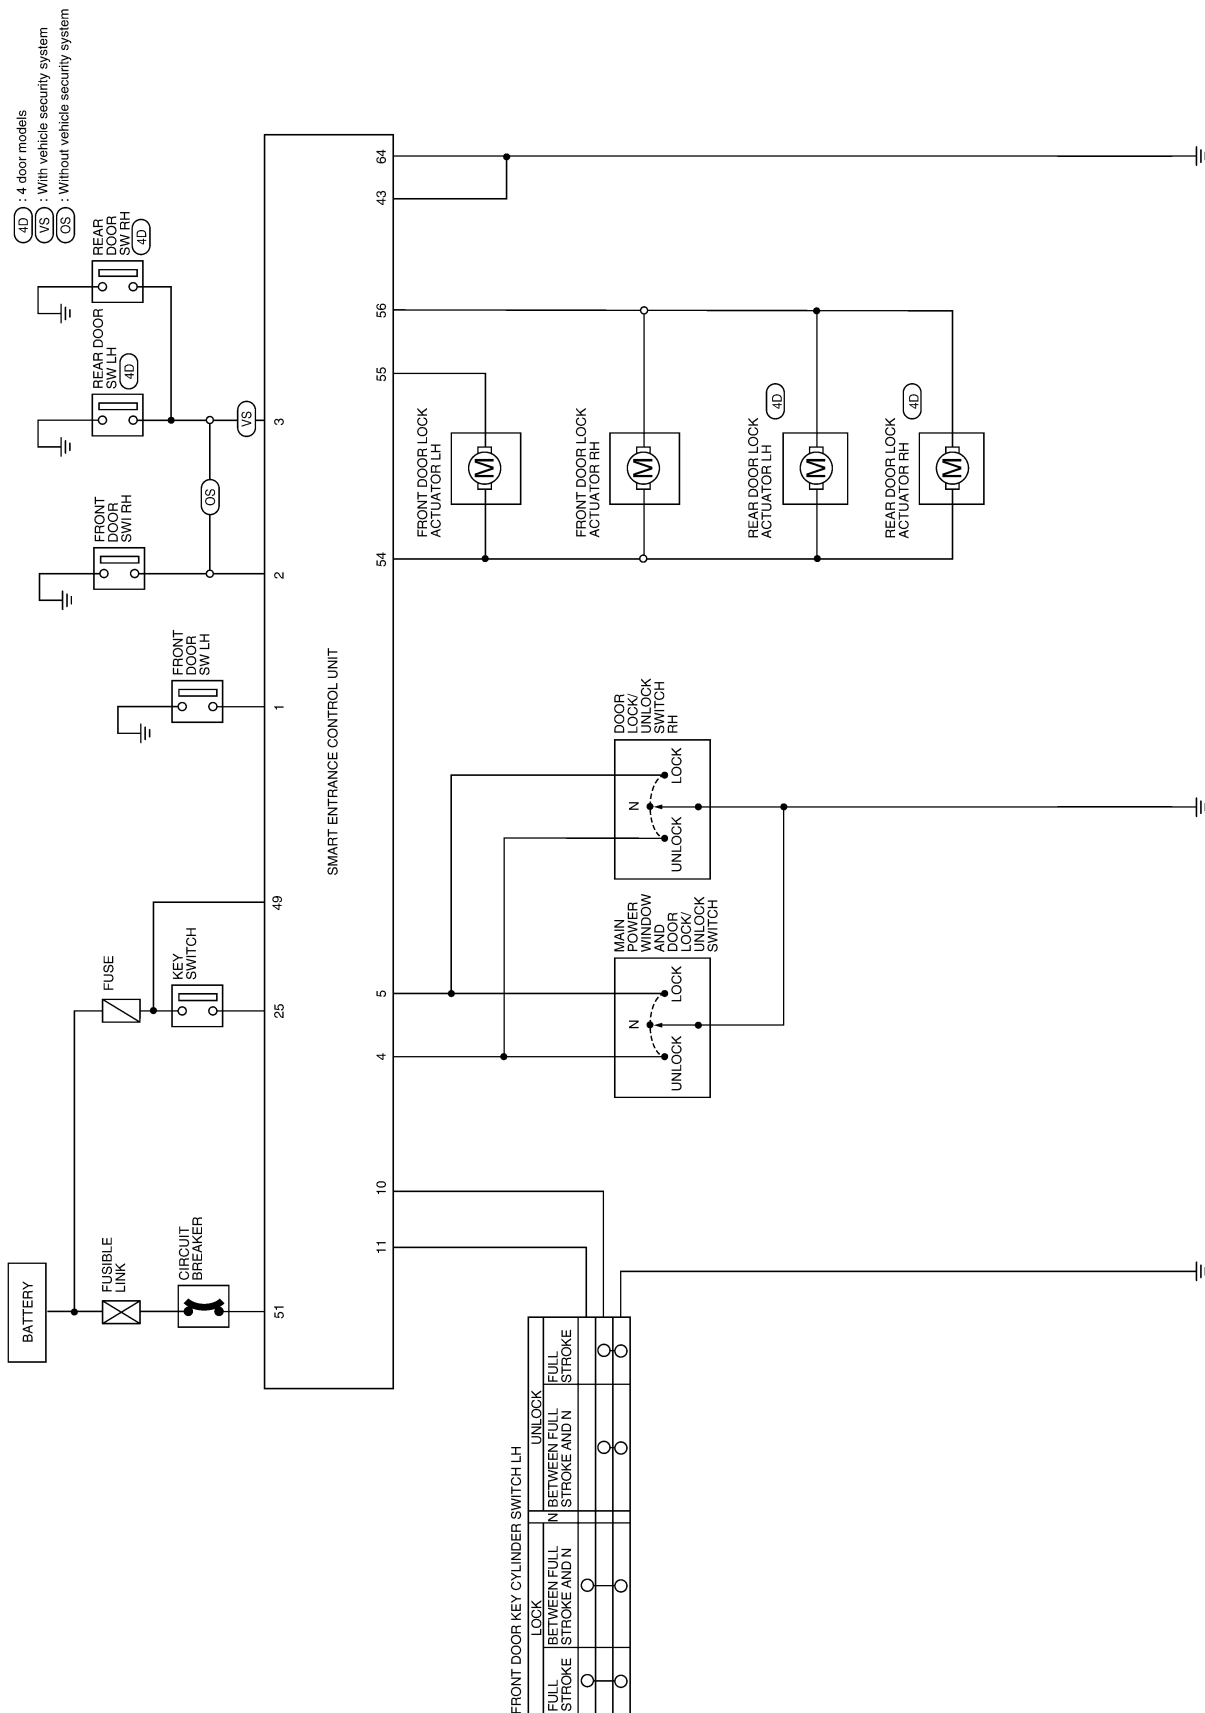 4D : 4 door models
VS : With vehicle security system
OS : Without vehicle security system
BATTERY
FUSIBLE
LINK
CIRCUIT
BREAKER
51
FUSE
KEY
SWITCH
25
49
FRONT
DOOR
SW LH
1
FRONT
DOOR
SWI RH
2
OS
REAR DOOR
SW LH
4D
VS
3
REAR
DOOR
SW RH
4D
SMART ENTRANCE CONTROL UNIT
11
10
4
5
54
55
56
43
64
FRONT DOOR KEY CYLINDER SWITCH LH
LOCK
N
UNLOCK
FULL
STROKE
BETWEEN FULL
STROKE AND N
BETWEEN FULL
STROKE AND N
FULL
STROKE
MAIN
POWER
WINDOW
AND
DOOR
LOCK/
UNLOCK
SWITCH
N
UNLOCK
LOCK
DOOR
LOCK/
UNLOCK
SWITCH
RH
N
UNLOCK
LOCK
FRONT DOOR LOCK
ACTUATOR LH
M
FRONT DOOR LOCK
ACTUATOR RH
M
REAR DOOR LOCK
ACTUATOR LH
4D
M
REAR DOOR LOCK
ACTUATOR RH
4D
M